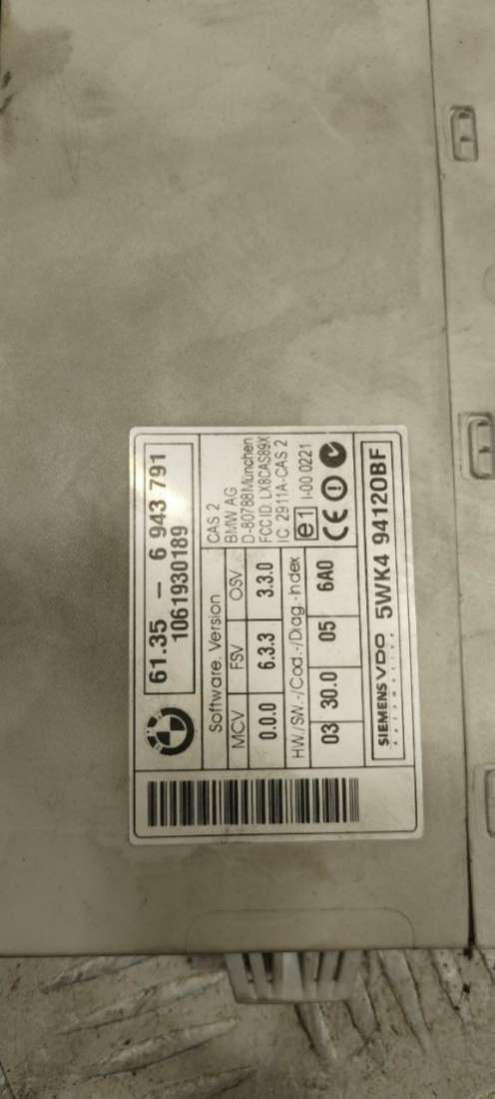 61.35 - 6 943 791
1061930189
Software. Version
MCV FSV OSV
0.0.0 6.3.3 3.3.0
HW./SW.-/Cod.-/Diag.-Index
03 30.0 05 6A0
CAS 2
BMW AG
D-80788 München
FCC ID LX8CAS89X
IC: 2911A-CAS 2
e1 I-00 0221
CE
SIEMENS VDO 5WK4 94120BF